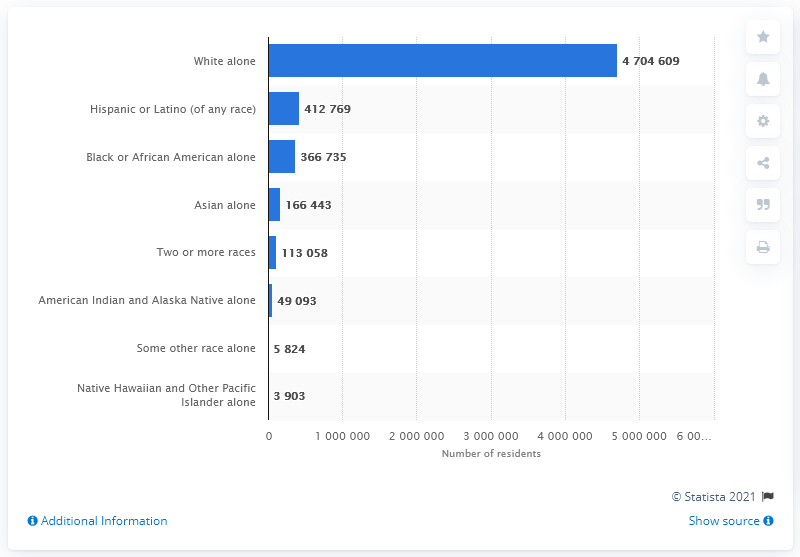 White alone 4 704 609
Hispanic or Latino (of any race) 412 769
Black or African American alone 366 735
Asian alone 166 443
Two or more races 113 058
American Indian and Alaska Native alone 49 093
Some other race alone 5 824
Native Hawaiian and Other Pacific
Islander alone 3 903
0 1 000 000 2 000 000 3 000 000 4 000 000 5 000 000 6 00...
Number of residents
© Statista 2021
Additional Information Show source